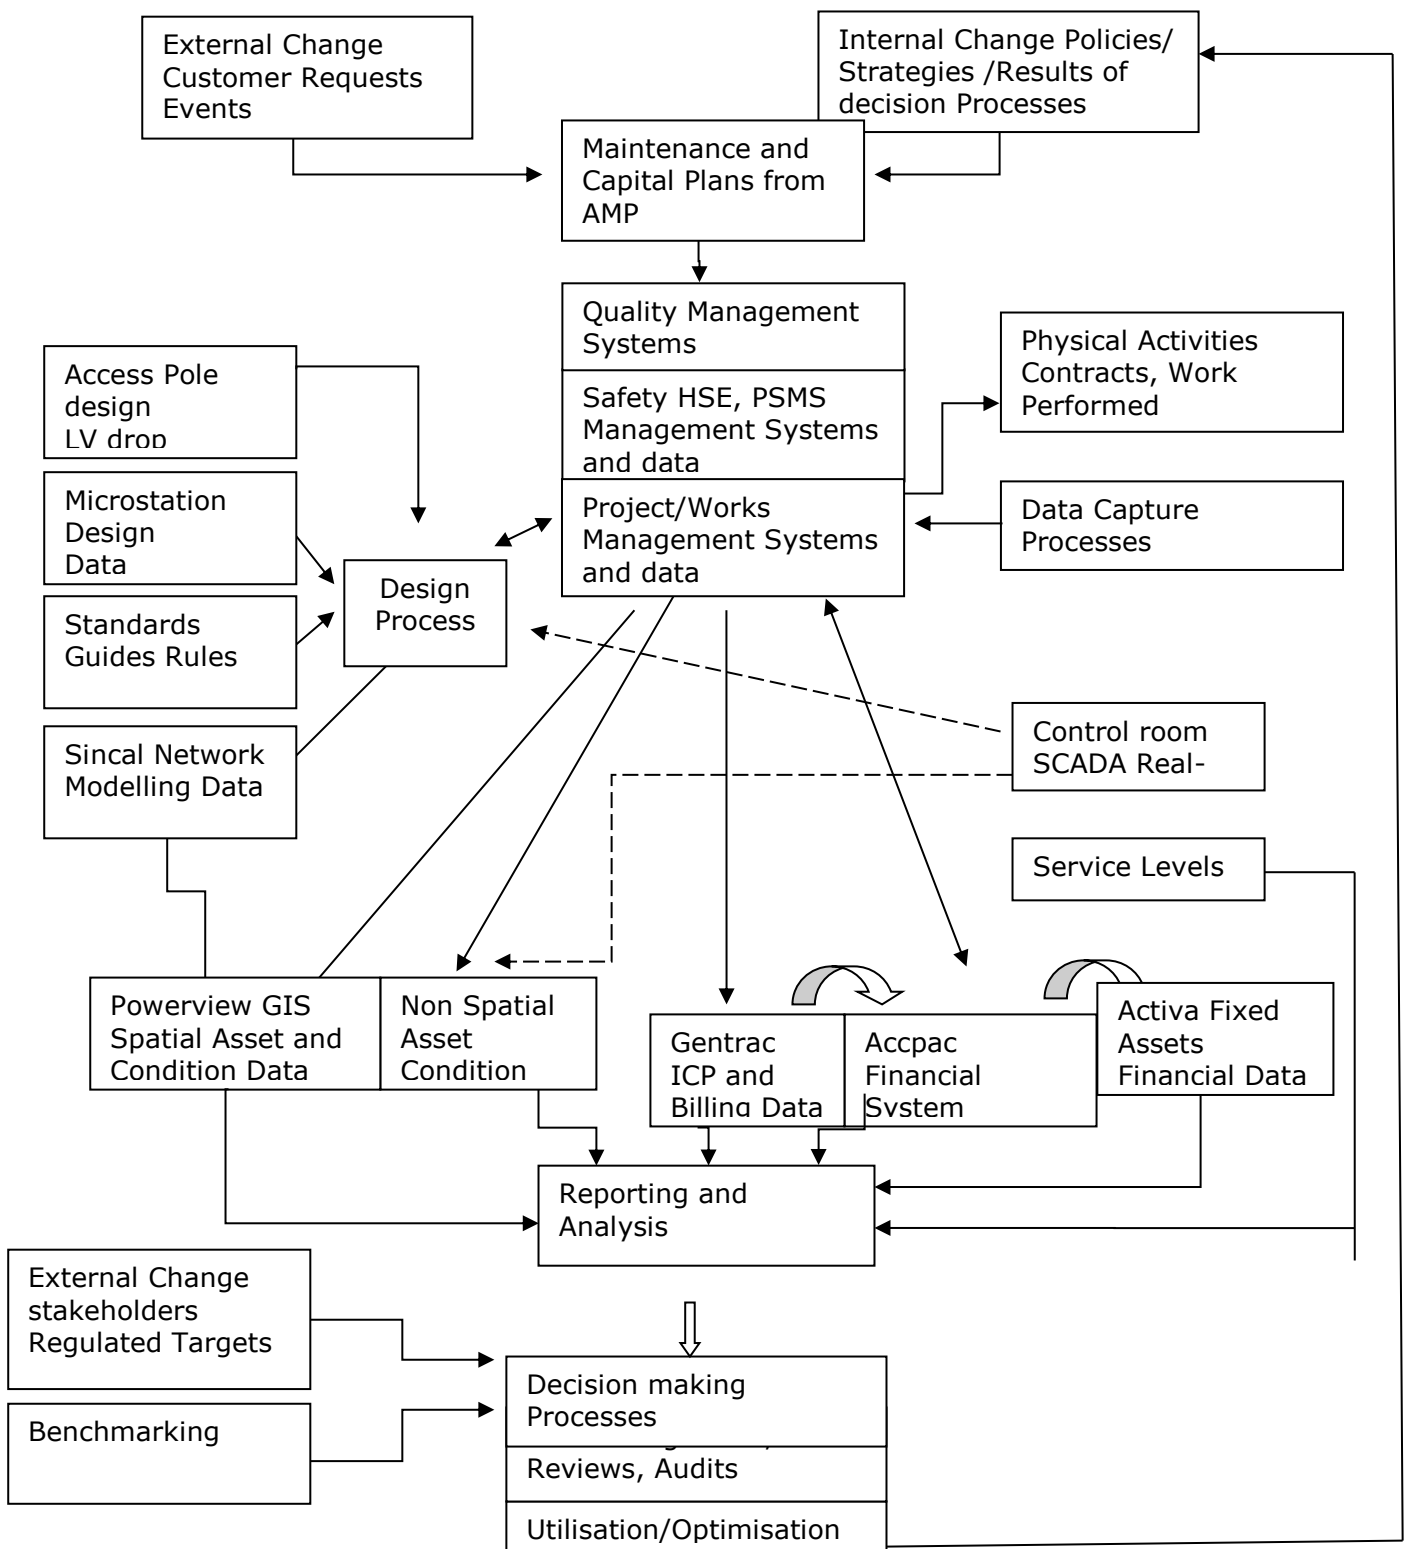 External Change
Customer Requests
Events
Internal Change Policies/
Strategies /Results of
decision Processes
Maintenance and
Capital Plans from
AMP
Quality Management
Systems
Safety HSE, PSMS
Management Systems
and data
Project/Works
Management Systems
and data
Physical Activities
Contracts, Work
Performed
Data Capture
Processes
Access Pole
design
LV drop
Microstation
Design
Data
Standards
Guides Rules
Design
Process
Sincal Network
Modelling Data
Control room
SCADA Real-
Service Levels
Powerview GIS
Spatial Asset and
Condition Data
Non Spatial
Asset
Condition
Gentrac
ICP and
Billing Data
Accpac
Financial
System
Activa Fixed
Assets
Financial Data
Reporting and
Analysis
External Change
stakeholders
Regulated Targets
Benchmarking
Decision making
Processes
Reviews, Audits
Utilisation/Optimisation